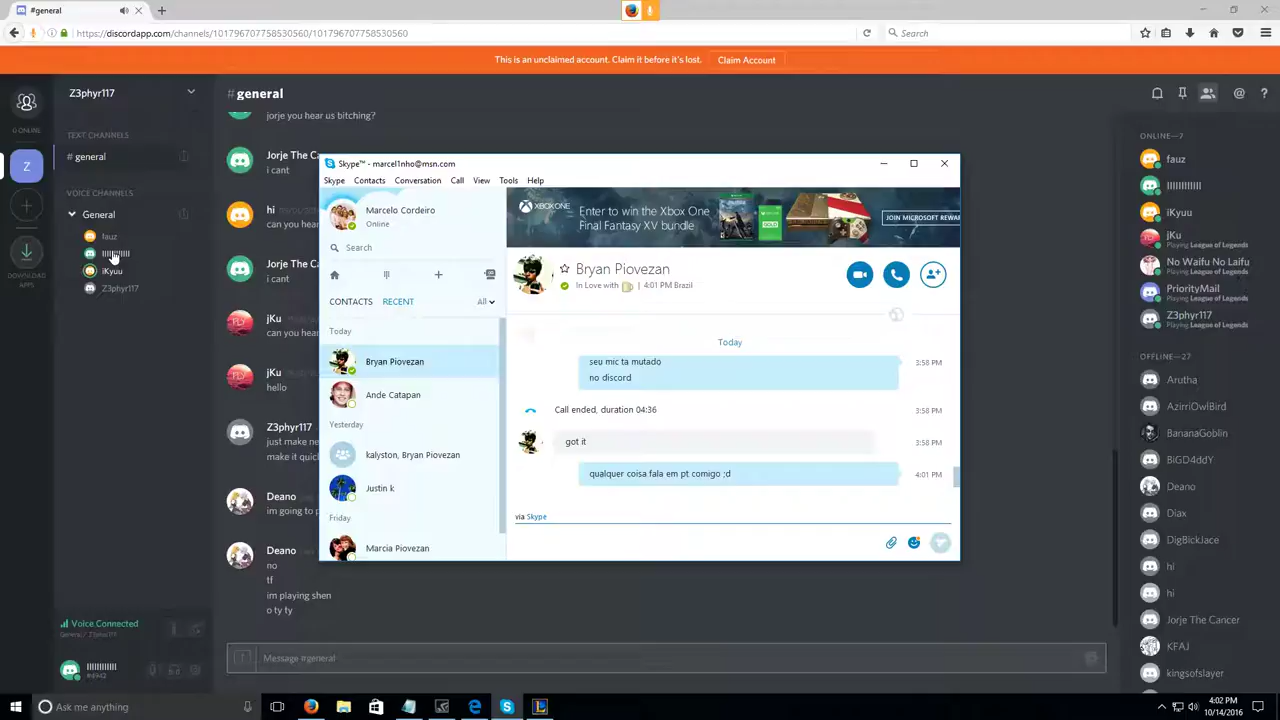 #general
https://discordapp.com/channels/101796707758530560/101796707758530560
Search
This is an unclaimed account. Claim it before it's lost.
Claim Account
Z3phyr117
#general
0 ONLINE
TEXT CHANNELS
# general
Z
VOICE CHANNELS
General
fauz
iKyuu
Z3phyr117
DOWNLOAD
APPS
Voice Connected
General / Z3phyr117
jorje you hear us bitching?
Jorje The Ca
i cant
hi
can you hear
Jorje The Ca
i cant
jKu
can you hear
jKu
hello
Z3phyr117
just make ne
make it quick
Deano
im going to p
Deano
no
tf
im playing shen
o ty ty
Message #general
Skype™ - marcel1nho@msn.com
Skype Contacts Conversation Call View Tools Help
Marcelo Cordeiro
Online
Search
CONTACTS RECENT
All
Today
Bryan Piovezan
Ande Catapan
Yesterday
kalyston, Bryan Piovezan
Justin k
Friday
Marcia Piovezan
XBOX ONE
Enter to win the Xbox One
Final Fantasy XV bundle
JOIN MICROSOFT REWA
Bryan Piovezan
In Love with | 4:01 PM Brazil
Today
seu mic ta mutado
3:58 PM
no discord
Call ended, duration 04:36
3:58 PM
got it
3:58 PM
qualquer coisa fala em pt comigo ;d
4:01 PM
via Skype
ONLINE—7
fauz
iKyuu
jKu
Playing League of Legends
No Waifu No Laifu
Playing League of Legends
PriorityMail
Playing League of Legends
Z3phyr117
Playing League of Legends
OFFLINE—27
Arutha
AzirriOwlBird
BananaGoblin
BiGD4ddY
Deano
Diax
DigBickJace
hi
hi
Jorje The Cancer
KFAJ
kingsofslayer
Ask me anything
4:02 PM
10/14/2016